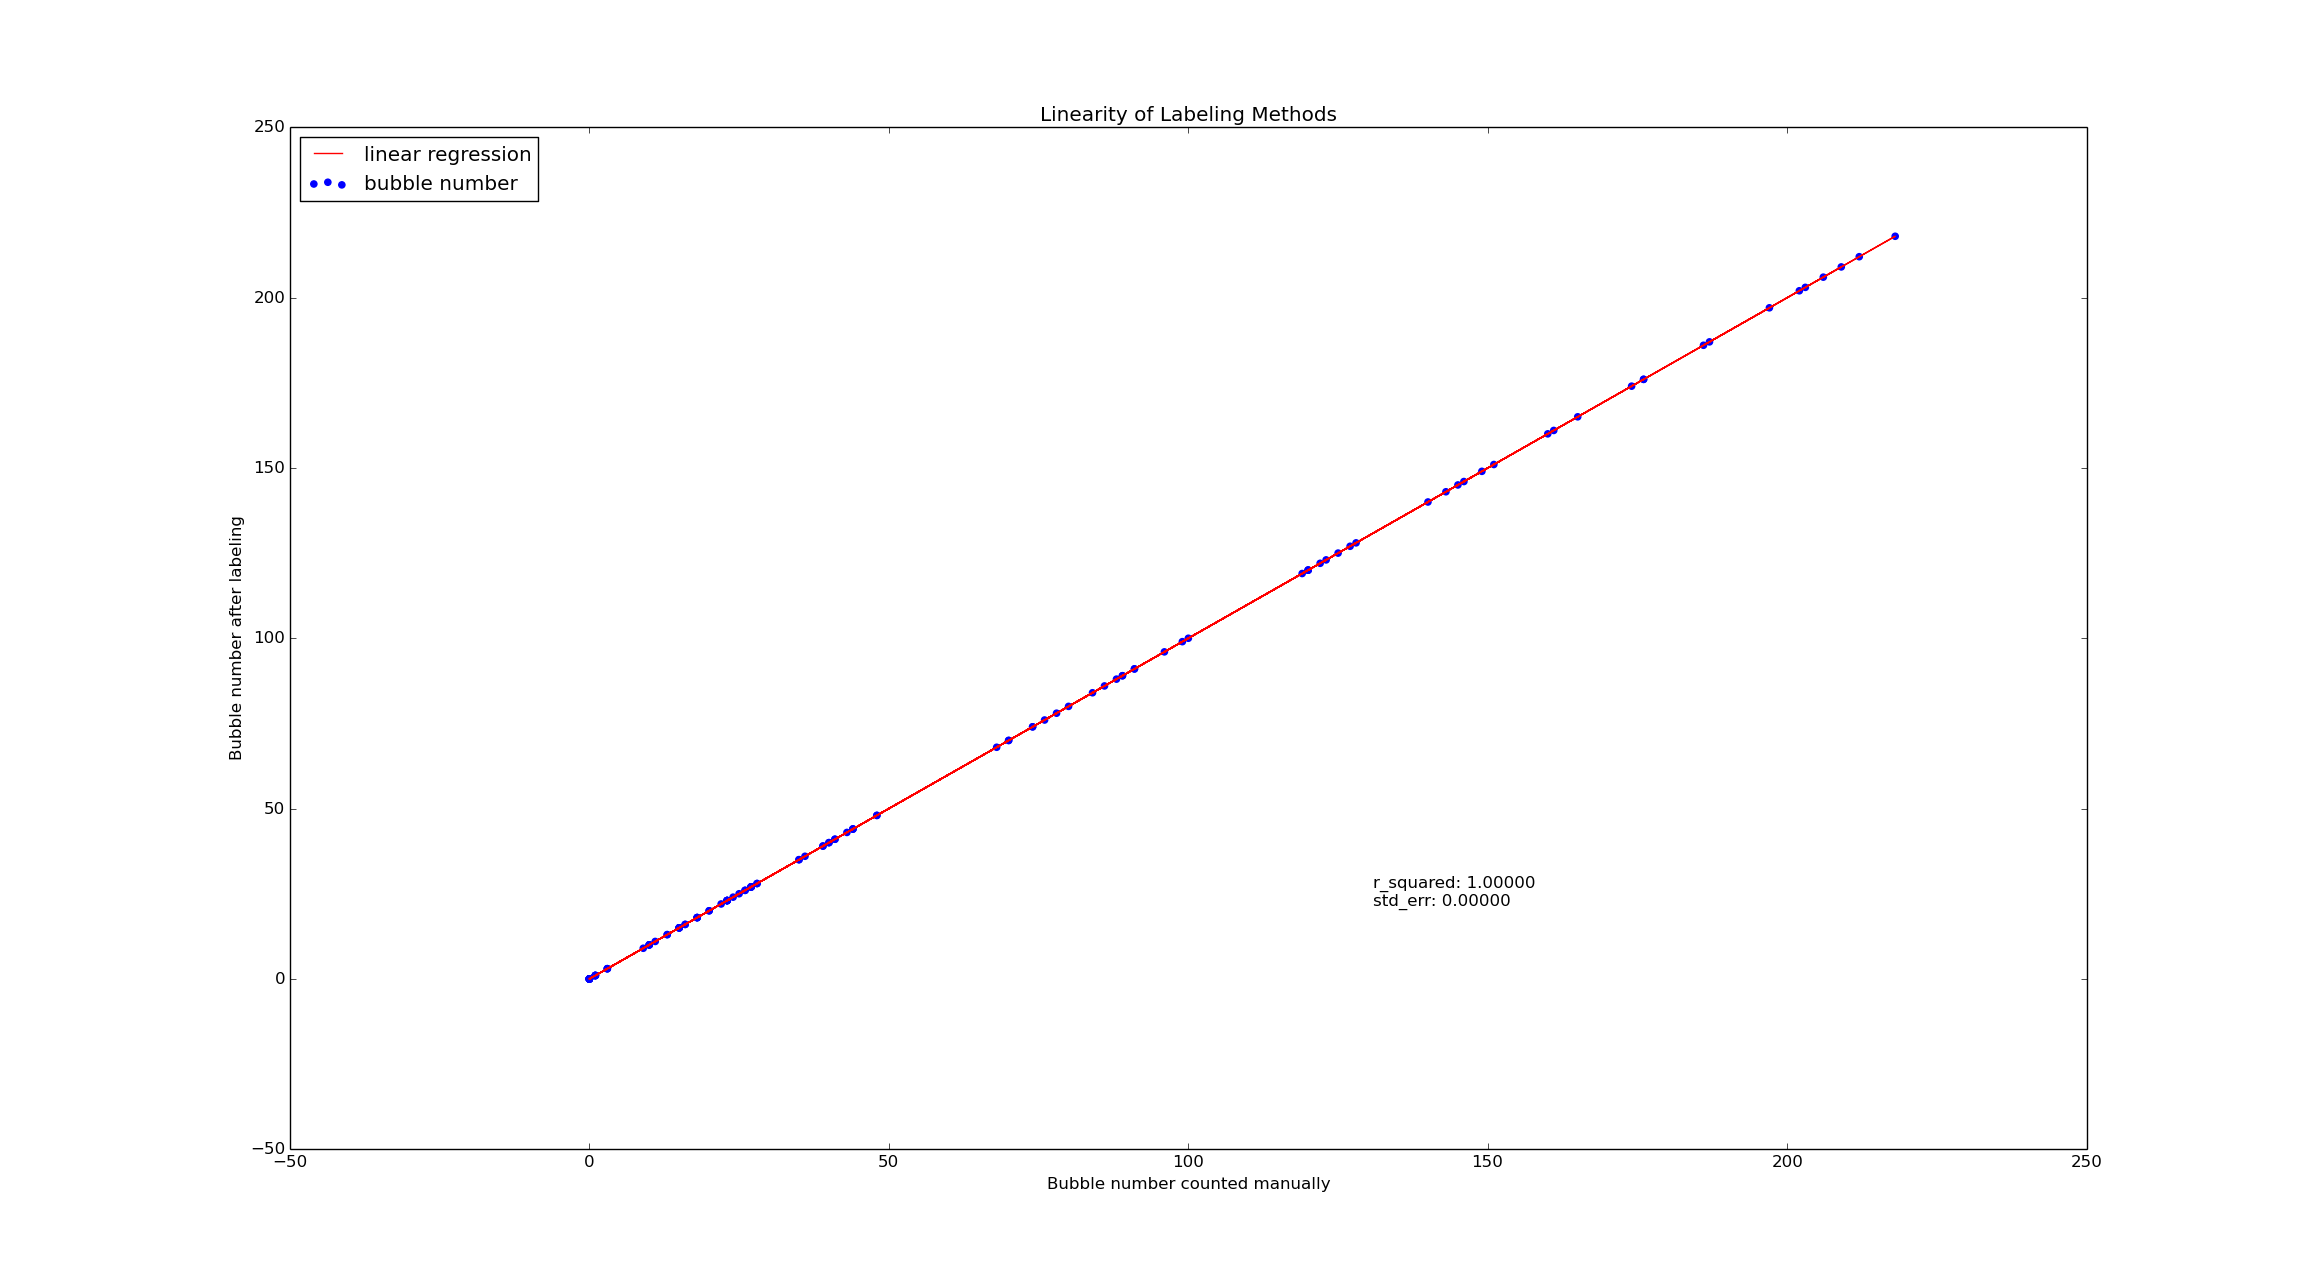 Linearity of Labeling Methods
linear regression
bubble number
250
200
150
100
50
0
−50
Bubble number after labeling
r_squared: 1.00000
std_err: 0.00000
−50 0 50 100 150 200 250
Bubble number counted manually